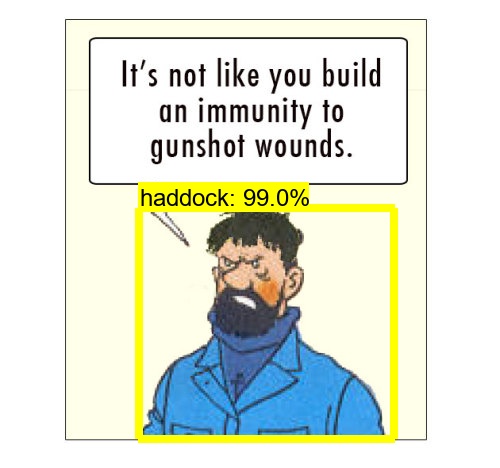 It's not like you build
an immunity to
gunshot wounds.
haddock: 99.0%